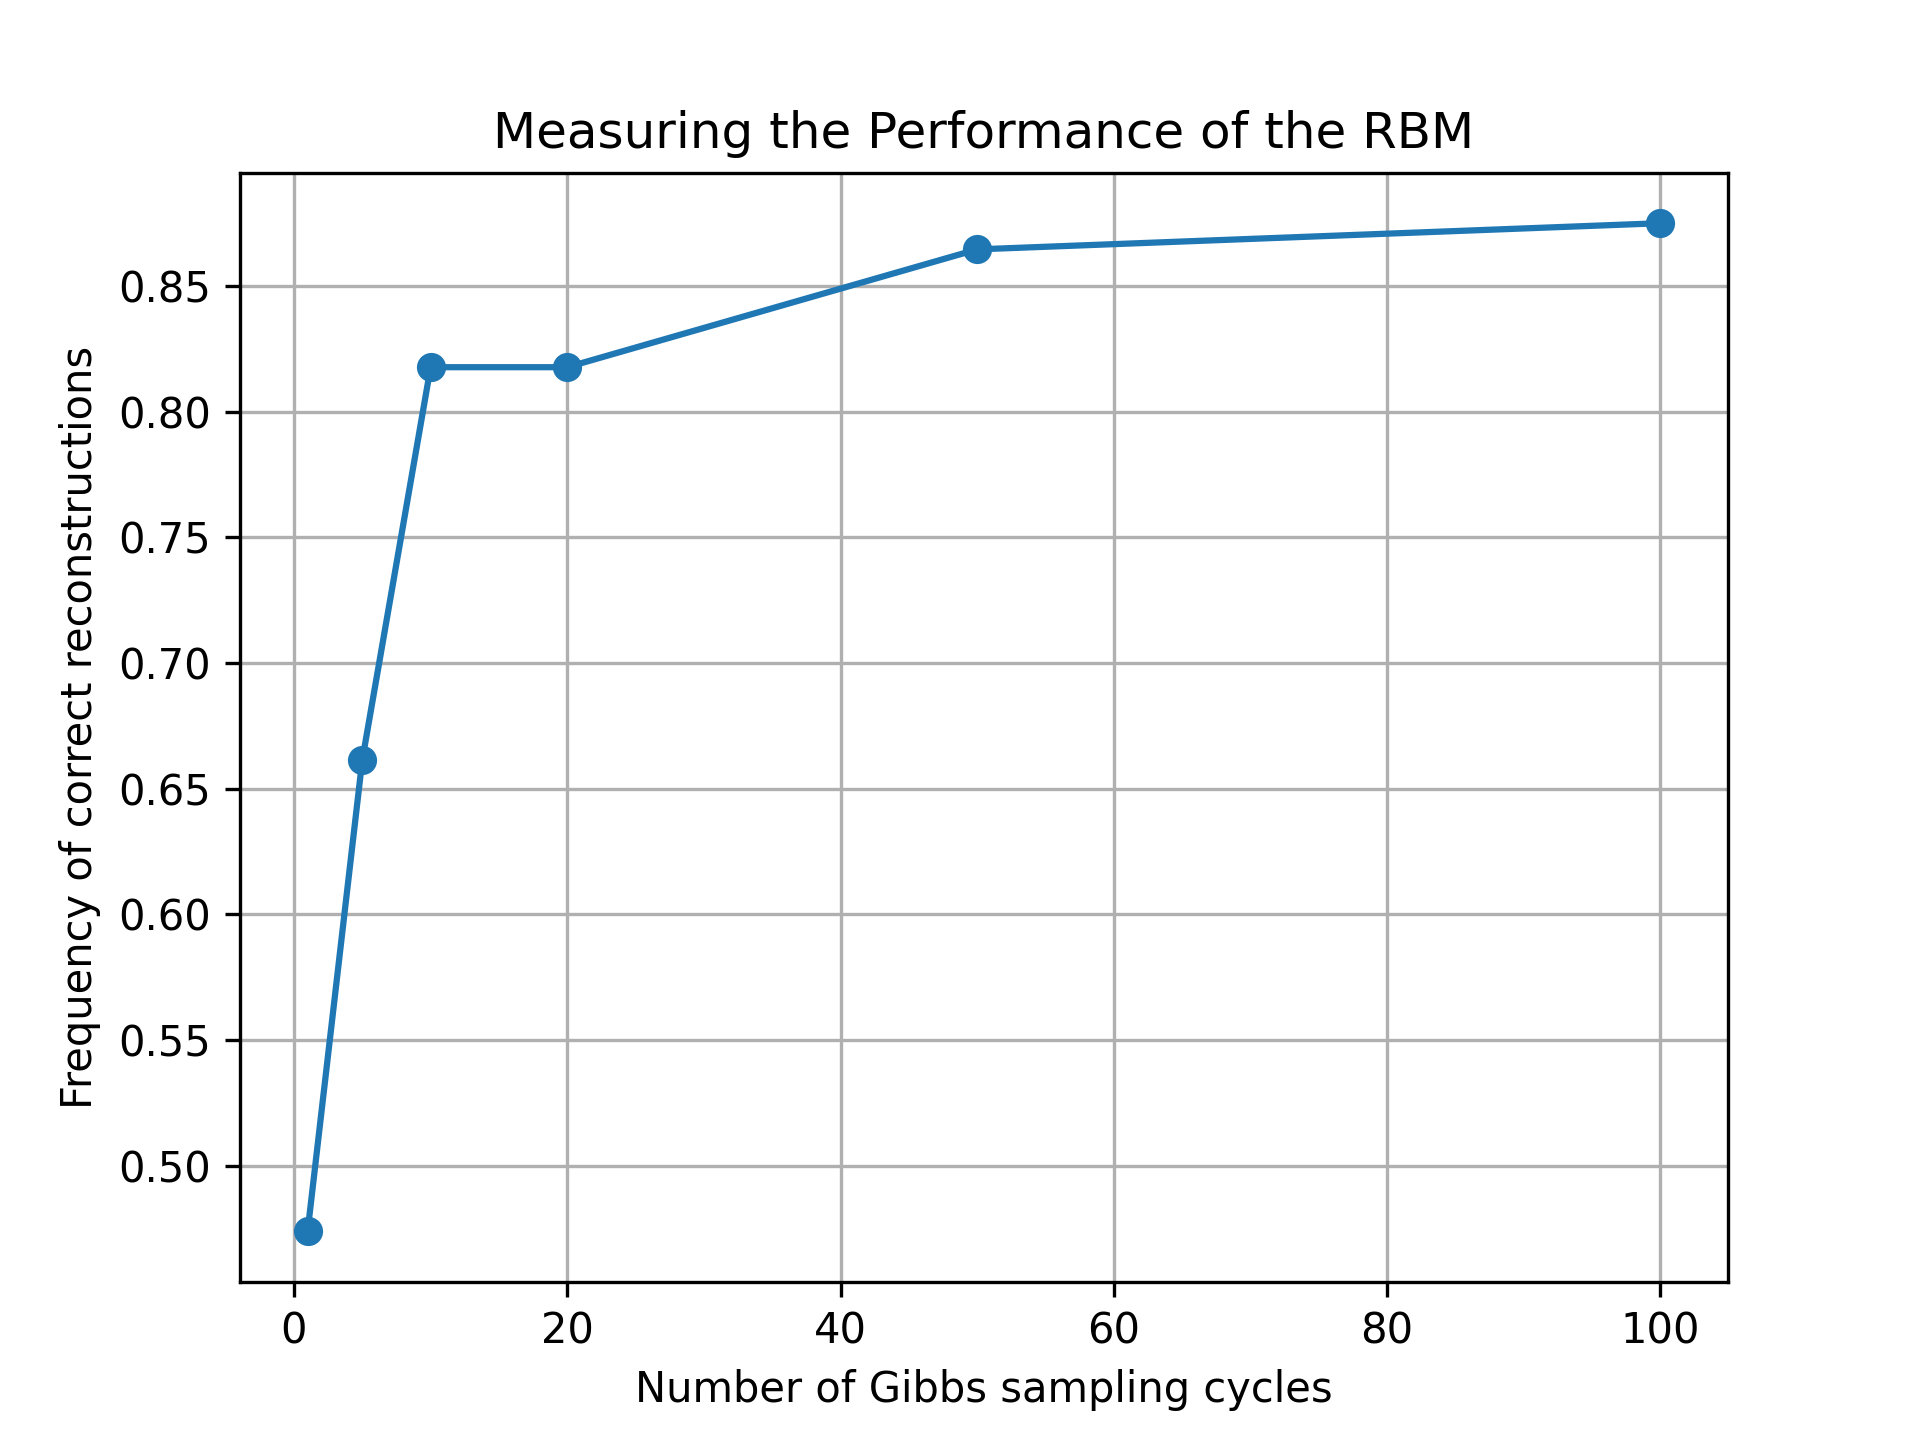 Measuring the Performance of the RBM
Frequency of correct reconstructions
0.85
0.80
0.75
0.70
0.65
0.60
0.55
0.50
0 20 40 60 80 100
Number of Gibbs sampling cycles